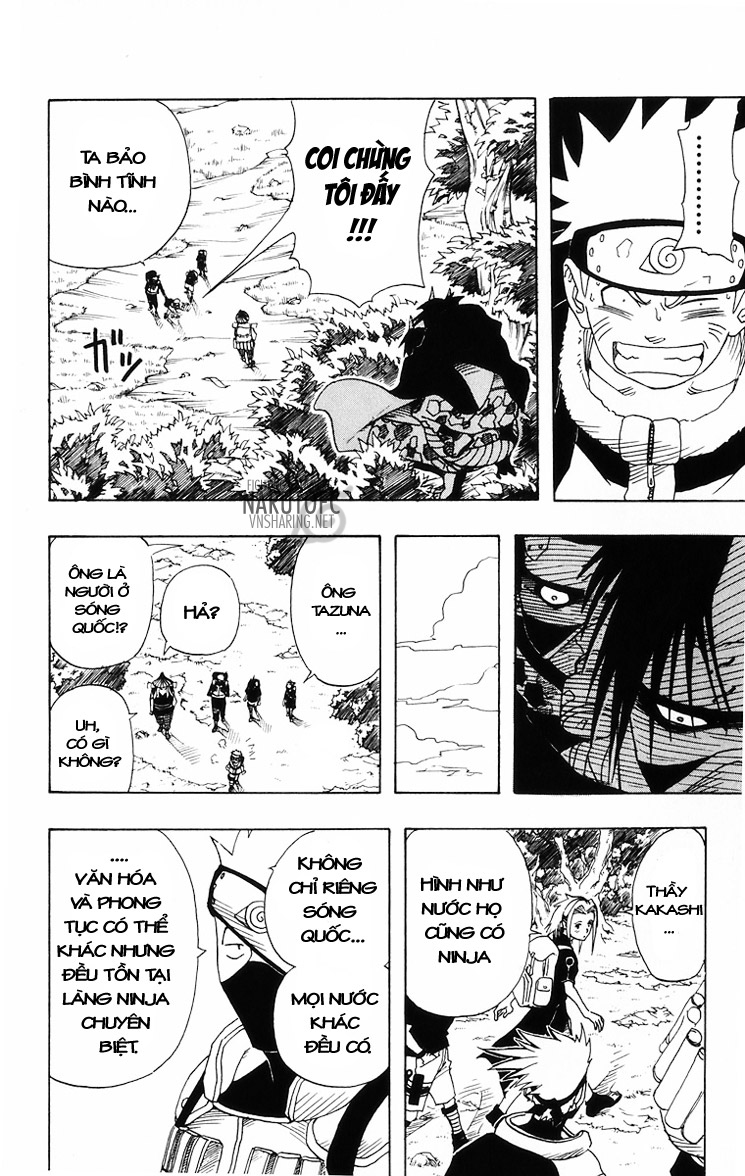 ..........
COI CHỪNG
TÔI ĐẤY
!!!
TA BẢO
BÌNH TĨNH
NÀO...
ガッ
NARUTOFC
VNSHARING.NET
ÔNG
TAZUNA
...
HẢ?
ÔNG LÀ
NGƯỜI Ở
SÓNG
QUỐC!?
UH,
CÓ GÌ
KHÔNG?
THẦY
KAKASHI
...
HÌNH NHƯ
NƯỚC HỌ
CŨNG CÓ
NINJA
KHÔNG
CHỈ RIÊNG
SÓNG
QUỐC...
MỌI NƯỚC
KHÁC
ĐỀU CÓ.
....
VĂN HÓA
VÀ PHONG
TỤC CÓ THỂ
KHÁC NHƯNG
ĐỀU TỒN TẠI
LÀNG NINJA
CHUYÊN
BIỆT.